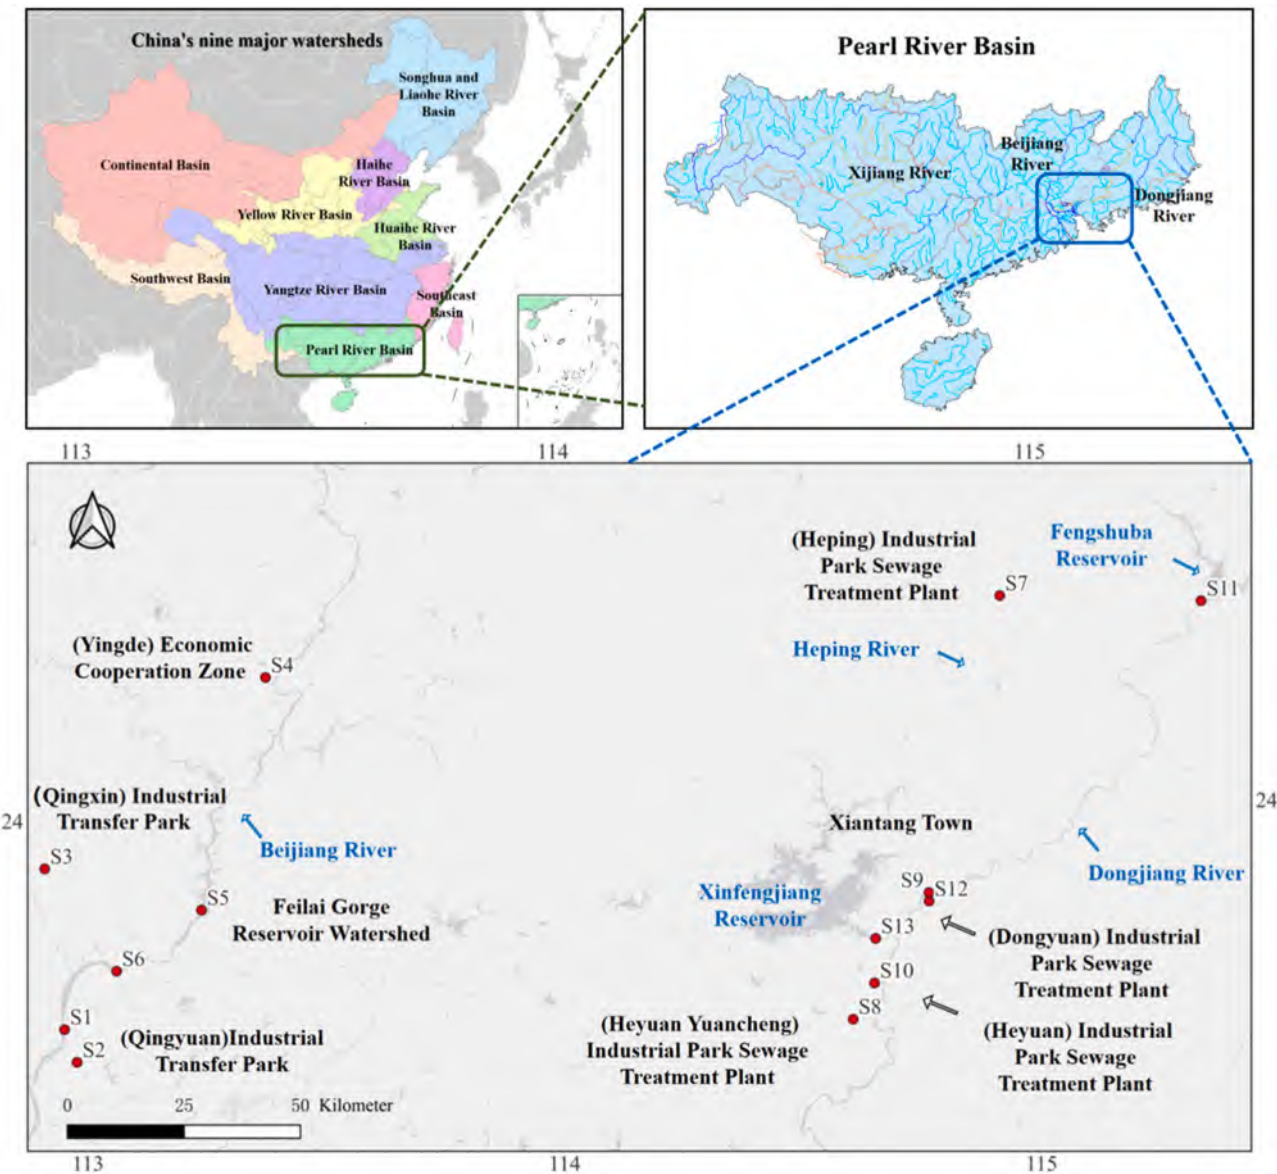 China's nine major watersheds
Songhua and
Liaohe River
Basin
Continental Basin
Haihe
River Basin
Yellow River Basin
Huaihe River
Basin
Southwest Basin
Yangtze River Basin
Southeast
Basin
Pearl River Basin
Pearl River Basin
Beijiang
River
Xijiang River
Dongjiang
River
113
114
115
(Heping) Industrial
Park Sewage
Treatment Plant
Fengshuba
Reservoir
S7
S11
(Yingde) Economic
Cooperation Zone
S4
Heping River
(Qingxin) Industrial
Transfer Park
24
24
Beijiang River
Xiantang Town
S3
Dongjiang River
S5
Feilai Gorge
Reservoir Watershed
Xinfengjiang
Reservoir
S9
S12
S13
(Dongyuan) Industrial
Park Sewage
Treatment Plant
S6
S10
S1
(Qingyuan)Industrial
Transfer Park
S2
S8
(Heyuan Yuancheng)
Industrial Park Sewage
Treatment Plant
(Heyuan) Industrial
Park Sewage
Treatment Plant
0 25 50 Kilometer
113
114
115